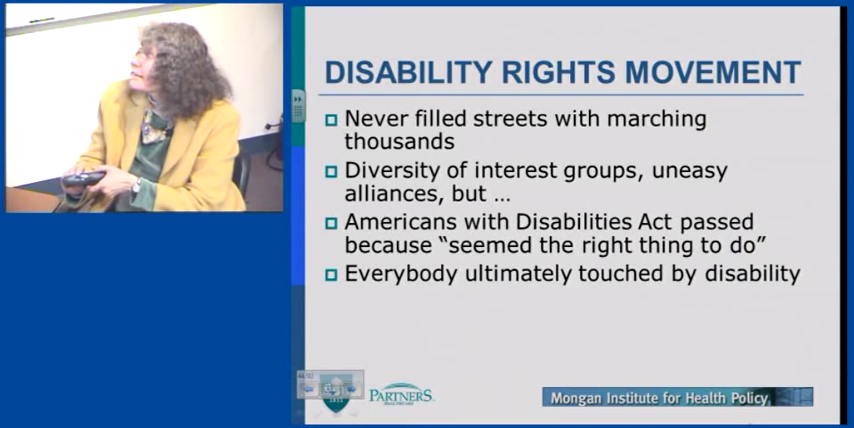 DISABILITY RIGHTS MOVEMENT
Never filled streets with marching
thousands
Diversity of interest groups, uneasy
alliances, but …
Americans with Disabilities Act passed
because “seemed the right thing to do”
Everybody ultimately touched by disability
PARTNERS
Mongan Institute for Health Policy